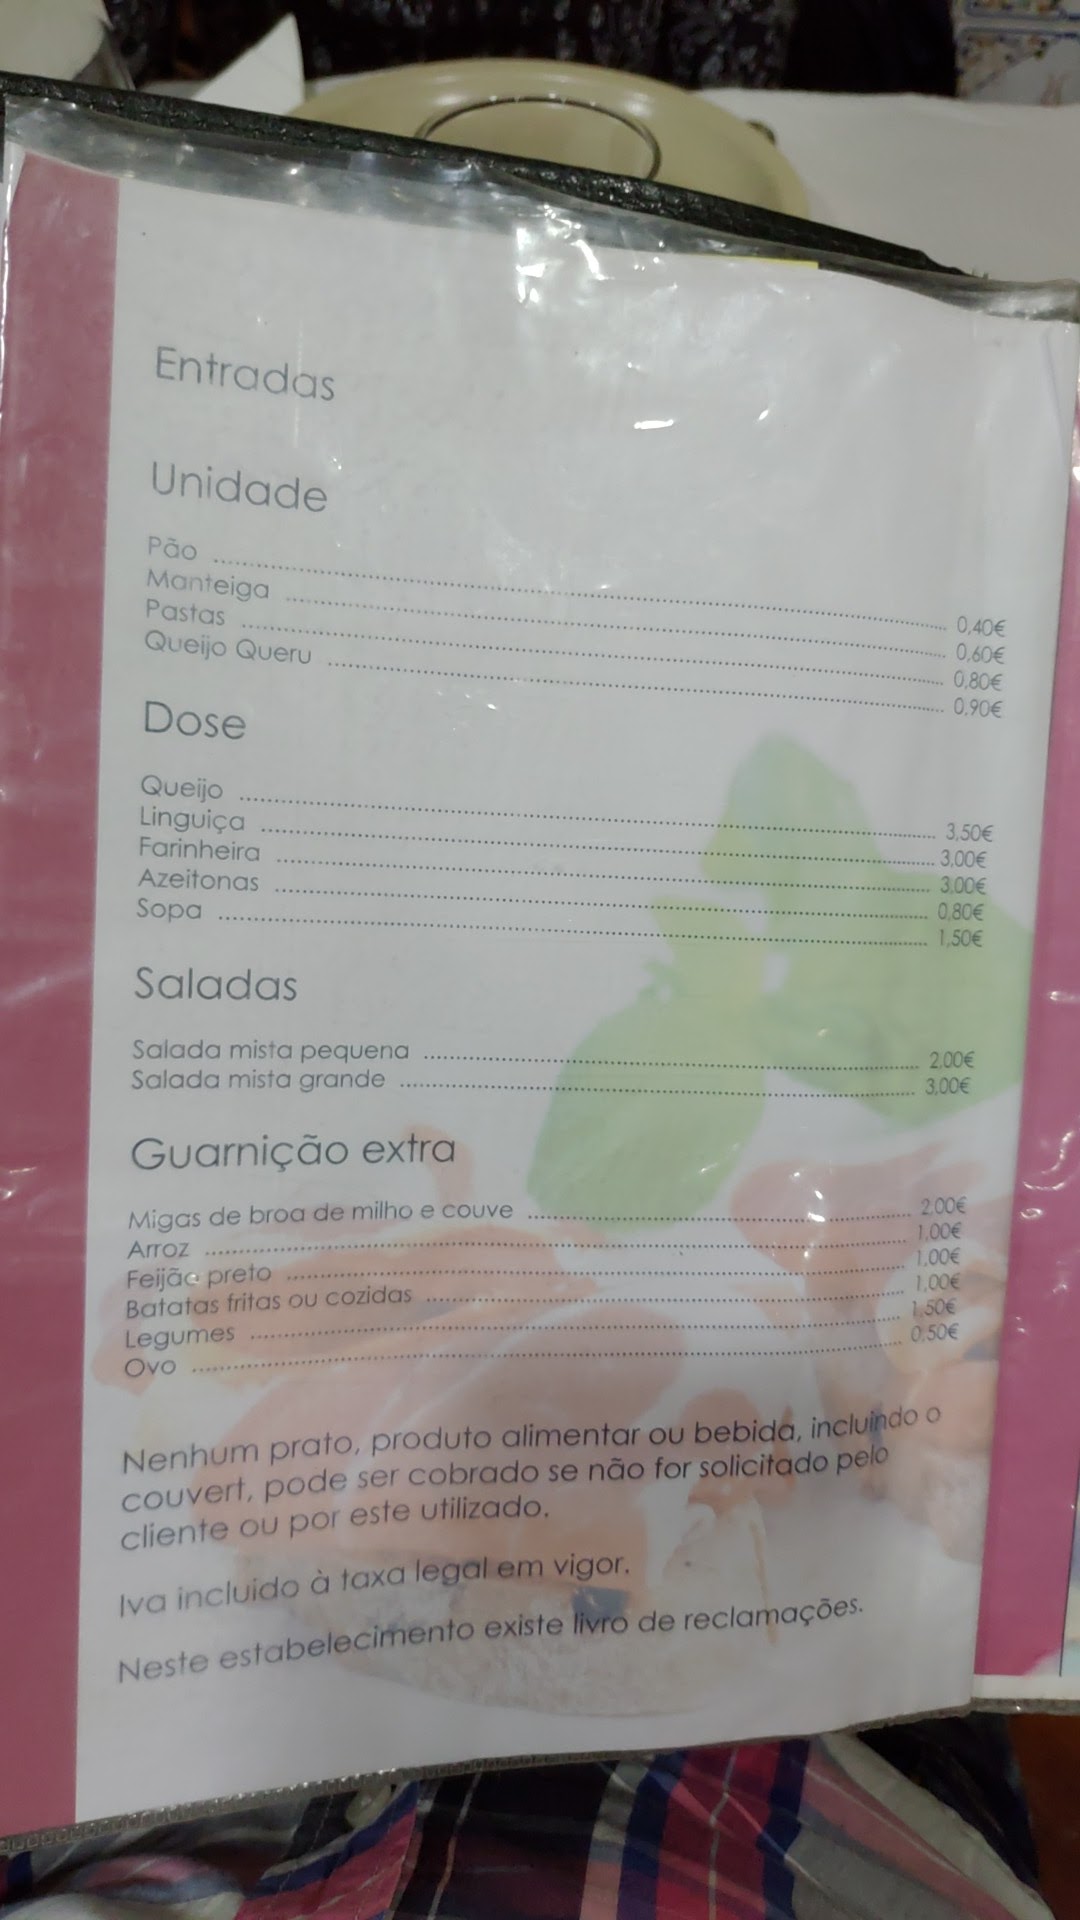 Entradas
Unidade
Pão ........ 0,40€
Manteiga ........ 0,60€
Pastas ........ 0,80€
Queijo Queru ........ 0,90€
Dose
Queijo ........ 3,50€
Linguiça ........ 3,00€
Farinheira ........ 3,00€
Azeitonas ........ 0,80€
Sopa ........ 1,50€
Saladas
Salada mista pequena ........ 2,00€
Salada mista grande ........ 3,00€
Guarnição extra
Migas de broa de milho e couve ........ 2,00€
Arroz ........ 1,00€
Feijão preto ........ 1,00€
Batatas fritas ou cozidas ........ 1,00€
Legumes ........ 1,50€
Ovo ........ 0,50€
Nenhum prato, produto alimentar ou bebida, incluindo o
couvert, pode ser cobrado se não for solicitado pelo
cliente ou por este utilizado.
Iva incluido à taxa legal em vigor.
Neste estabelecimento existe livro de reclamações.